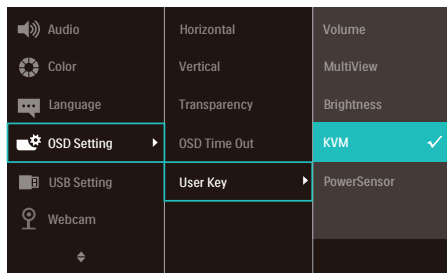 Audio
Color
Language
OSD Setting
USB Setting
Webcam
Horizontal
Vertical
Transparency
OSD Time Out
User Key
Volume
MultiView
Brightness
KVM
PowerSensor